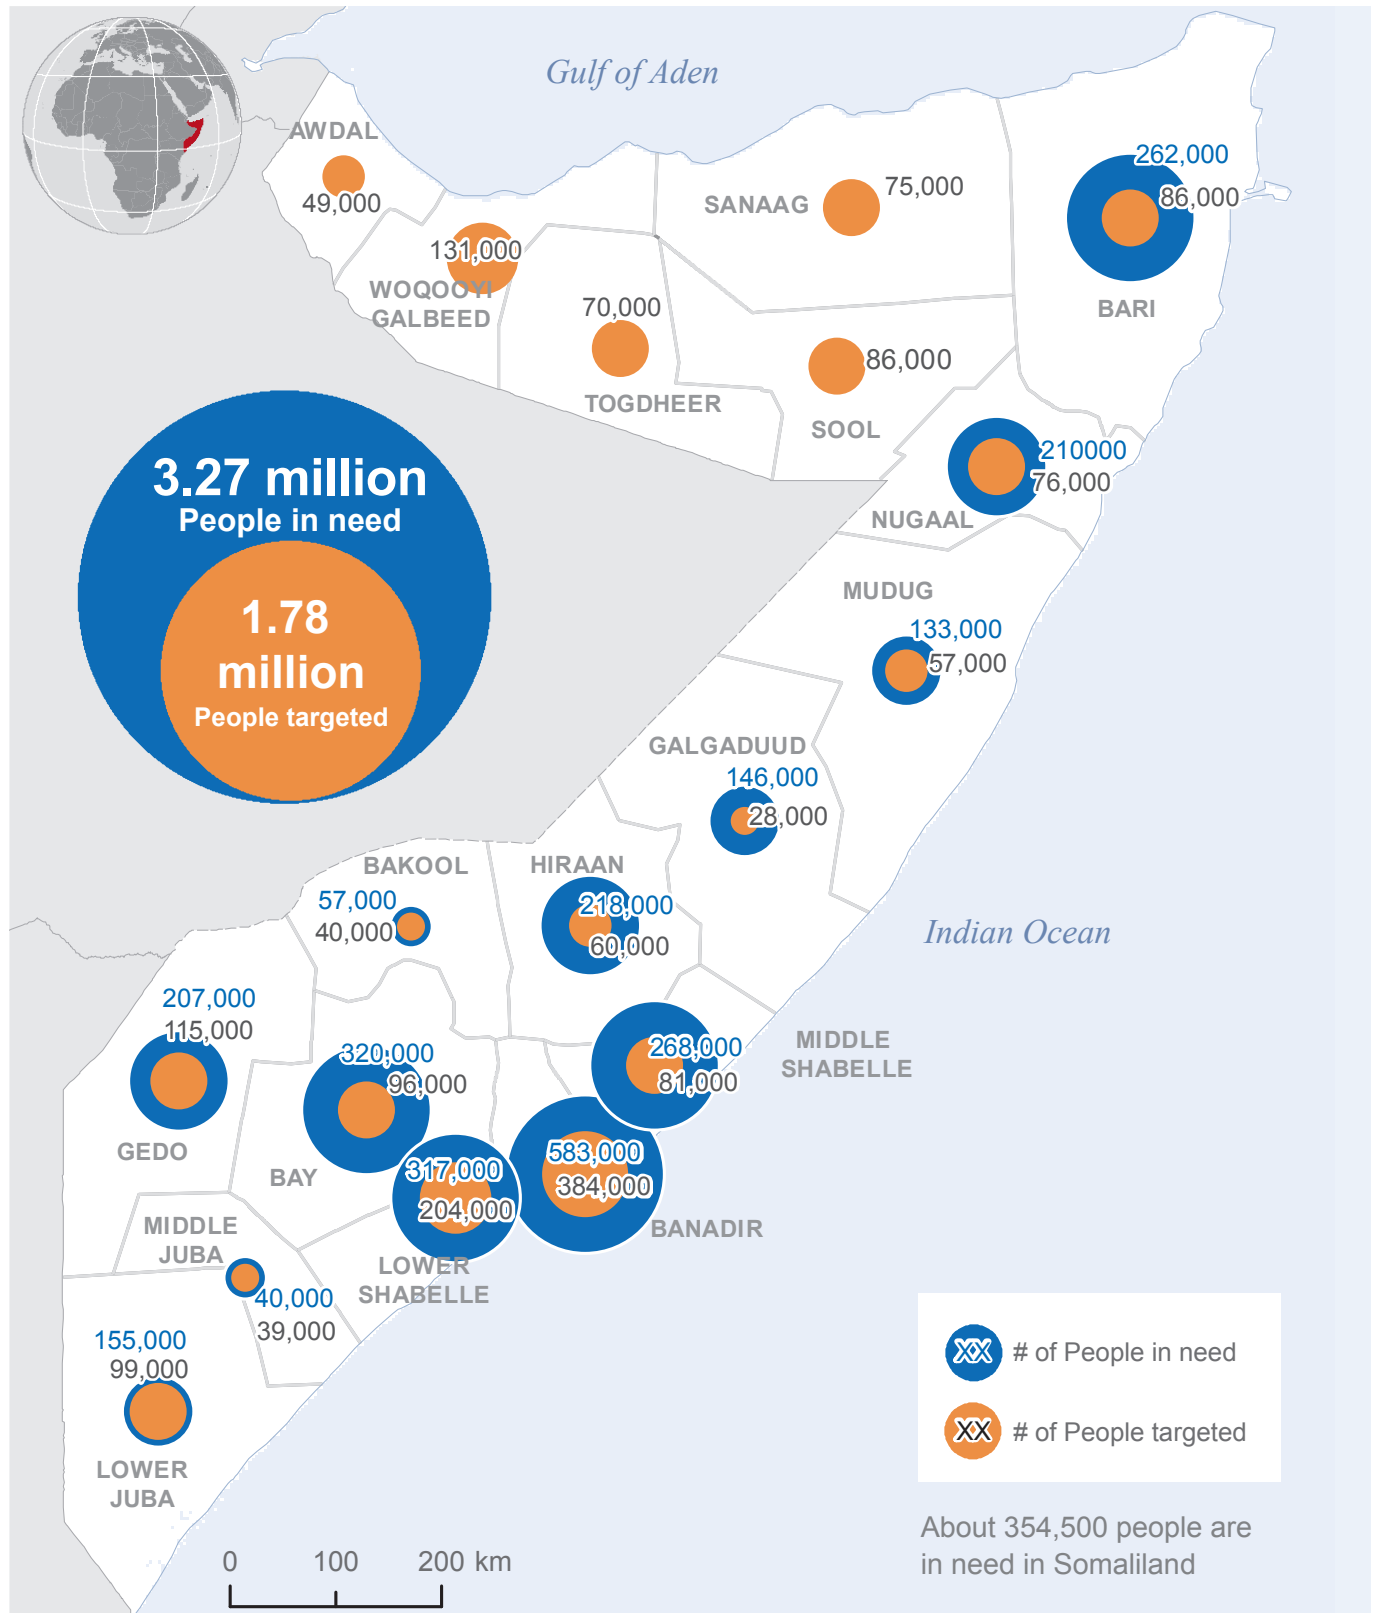 Gulf of Aden
AWDAL
49,000
131,000
WOQOOYI
GALBEED
SANAAG
75,000
262,000
86,000
BARI
70,000
TOGDHEER
86,000
SOOL
210000
76,000
NUGAAL
3.27 million
People in need
1.78
million
People targeted
MUDUG
133,000
57,000
GALGADUUD
146,000
28,000
BAKOOL
57,000
40,000
HIRAAN
218,000
60,000
Indian Ocean
207,000
115,000
GEDO
320,000
96,000
BAY
268,000
81,000
MIDDLE
SHABELLE
583,000
384,000
BANADIR
317,000
204,000
LOWER
SHABELLE
MIDDLE
JUBA
40,000
39,000
155,000
99,000
LOWER
JUBA
XX # of People in need
XX # of People targeted
About 354,500 people are
in need in Somaliland
0 100 200 km